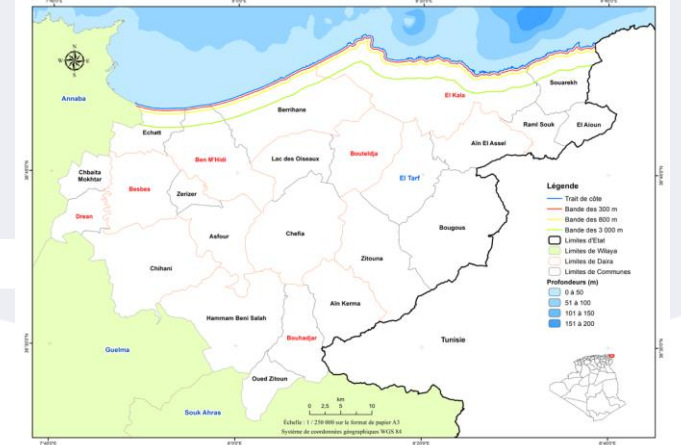 N
W
E
S
Annaba
Souarekh
El Kala
Berrihane
Raml Souk
El Aioun
Echatt
Aïn El Assel
Ben M'Hidi
Lac des Oiseaux
Bouteldja
Chbaita
Mokhtar
El Tarf
Besbes
Zerizer
Drean
Asfour
Chefia
Bougous
Zitouna
Chihani
Aïn Kerma
Hammam Beni Salah
Bouhadjar
Tunisie
Guelma
Oued Zitoun
Souk Ahras
Légende
Trait de côte
Bande des 300 m
Bande des 800 m
Bande des 3 000 m
Limites d'Etat
Limites de Wilaya
Limites de Daïra
Limites de Communes
Profondeurs (m)
0 à 50
51 à 100
101 à 150
151 à 200
km
0 2,5 5 10
Échelle : 1 / 250 000 sur le format de papier A3
Système de coordonnées géographiques WGS 84